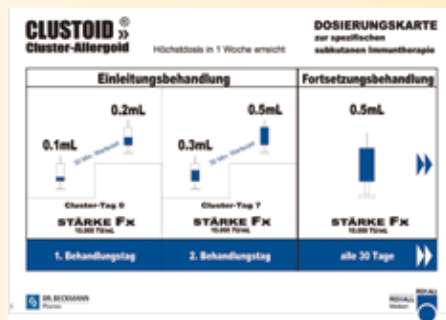 CLUSTOID®»
Cluster-Allergoid
Höchstdosis in 1 Woche erreicht
DOSIERUNGSKARTE
zur spezifischen
subkutanen Immuntherapie
Einleitungsbehandlung
Fortsetzungsbehandlung
0.1mL
30 Min. Wartezeit
0.2mL
Cluster-Tag 0
STÄRKE Fx
10.000 TU/mL
0.3mL
30 Min. Wartezeit
0.5mL
Cluster-Tag 7
STÄRKE Fx
10.000 TU/mL
0.5mL
STÄRKE Fx
10.000 TU/mL
1. Behandlungstag
2. Behandlungstag
alle 30 Tage
DR. BECKMANN
Pharma
ROXALL
ROXALL